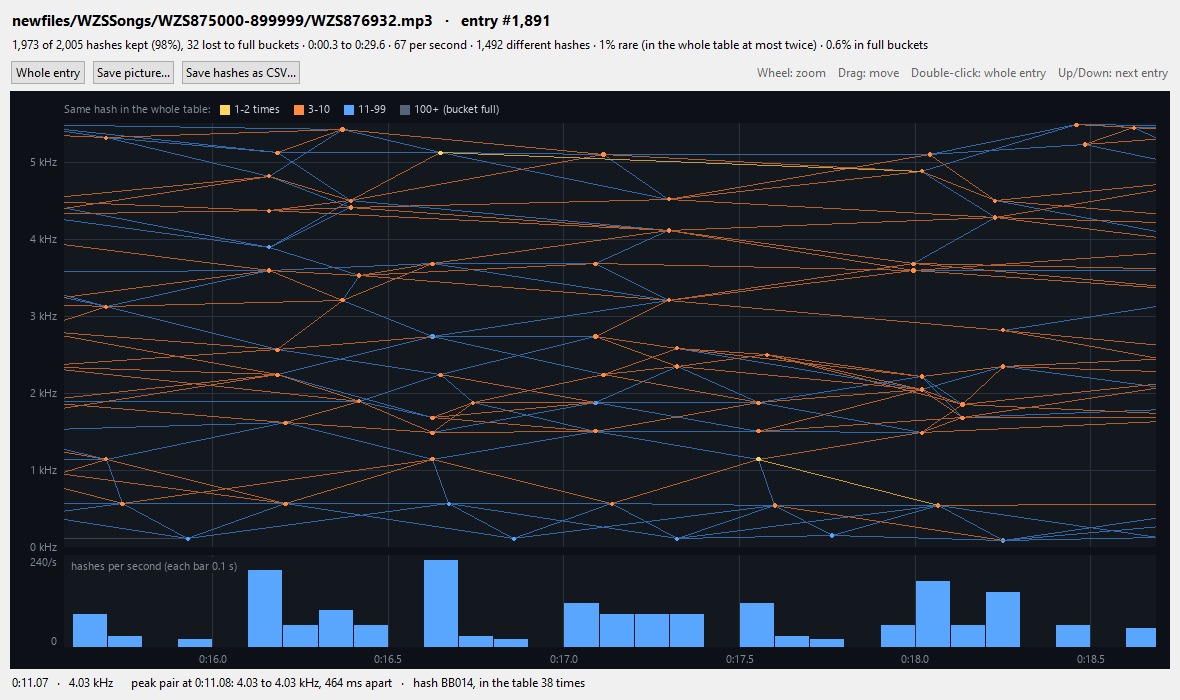 newfiles/WZSSongs/WZS875000-899999/WZS876932.mp3 · entry #1,891
1,973 of 2,005 hashes kept (98%), 32 lost to full buckets · 0:00.3 to 0:29.6 · 67 per second · 1,492 different hashes · 1% rare (in the whole table at most twice) · 0.6% in full buckets
Whole entry Save picture... Save hashes as CSV... Wheel: zoom Drag: move Double-click: whole entry Up/Down: next entry
Same hash in the whole table: 1-2 times 3-10 11-99 100+ (bucket full)
5 kHz
4 kHz
3 kHz
2 kHz
1 kHz
0 kHz
240/s
hashes per second (each bar 0.1 s)
0
0:16.0 0:16.5 0:17.0 0:17.5 0:18.0 0:18.5
0:11.07 · 4.03 kHz peak pair at 0:11.08: 4.03 to 4.03 kHz, 464 ms apart · hash BB014, in the table 38 times